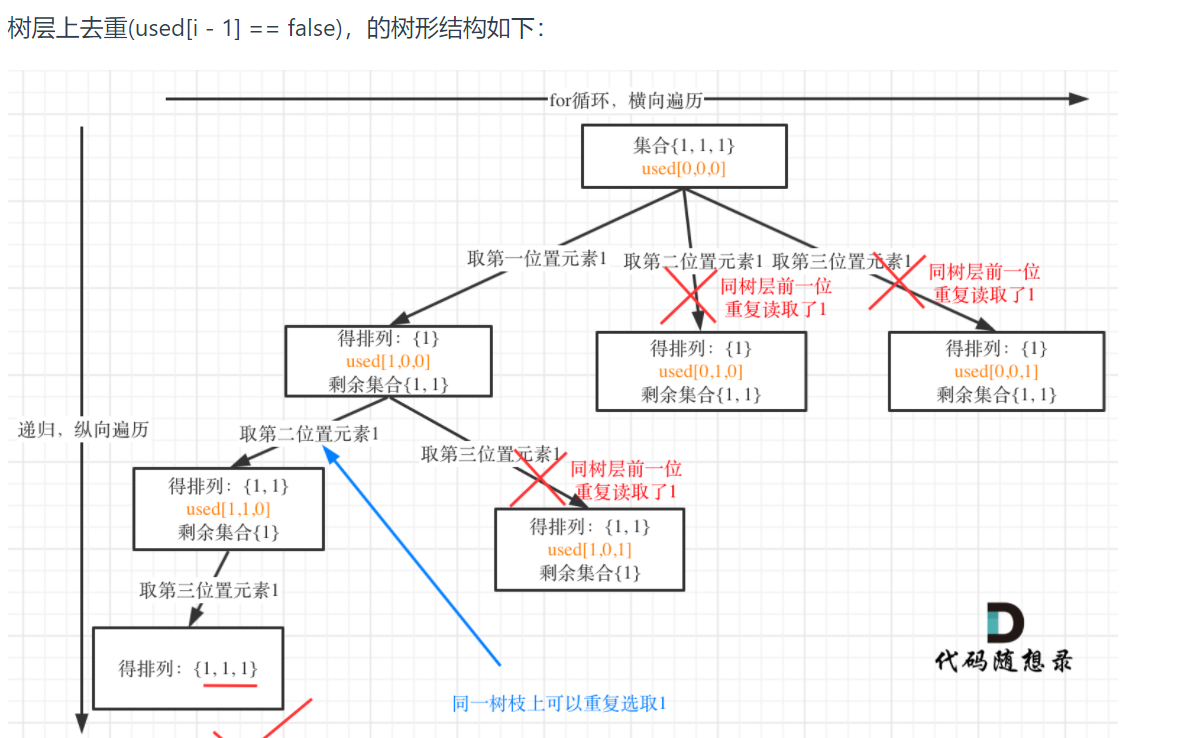 树层上去重(used[i - 1] == false)，的树形结构如下：
for循环，横向遍历
集合{1, 1, 1}
used[0,0,0]
取第一位置元素1
取第二位置元素1
取第三位置元素1
同树层前一位
重复读取了1
同树层前一位
重复读取了1
得排列：{1}
used[1,0,0]
剩余集合{1, 1}
得排列：{1}
used[0,1,0]
剩余集合{1, 1}
得排列：{1}
used[0,0,1]
剩余集合{1, 1}
递归，纵向遍历
取第二位置元素1
取第三位置元素1
同树层前一位
重复读取了1
得排列：{1, 1}
used[1,1,0]
剩余集合{1}
得排列：{1, 1}
used[1,0,1]
剩余集合{1}
取第三位置元素1
得排列：{1, 1, 1}
同一树枝上可以重复选取1
代码随想录